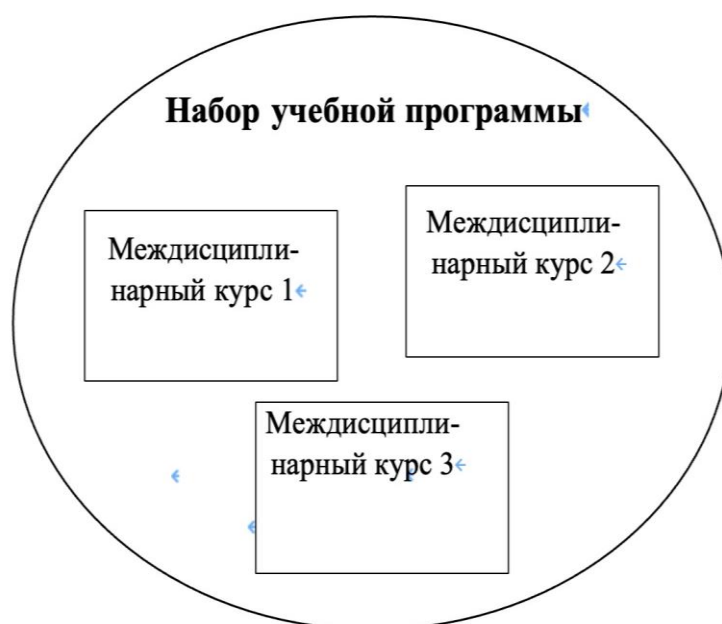 Набор учебной программы
Междисципли-
нарный курс 1
Междисципли-
нарный курс 2
Междисципли-
нарный курс 3